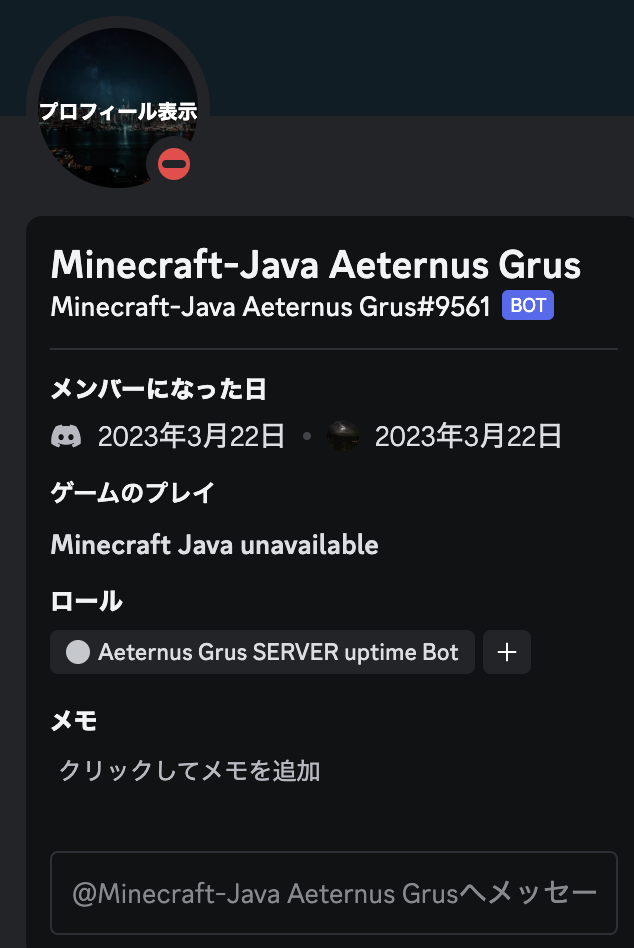 プロフィール表示
Minecraft-Java Aeternus Grus
Minecraft-Java Aeternus Grus#9561 BOT
メンバーになった日
2023年3月22日 • 2023年3月22日
ゲームのプレイ
Minecraft Java unavailable
ロール
Aeternus Grus SERVER uptime Bot +
メモ
クリックしてメモを追加
@Minecraft-Java Aeternus Grusへメッセー